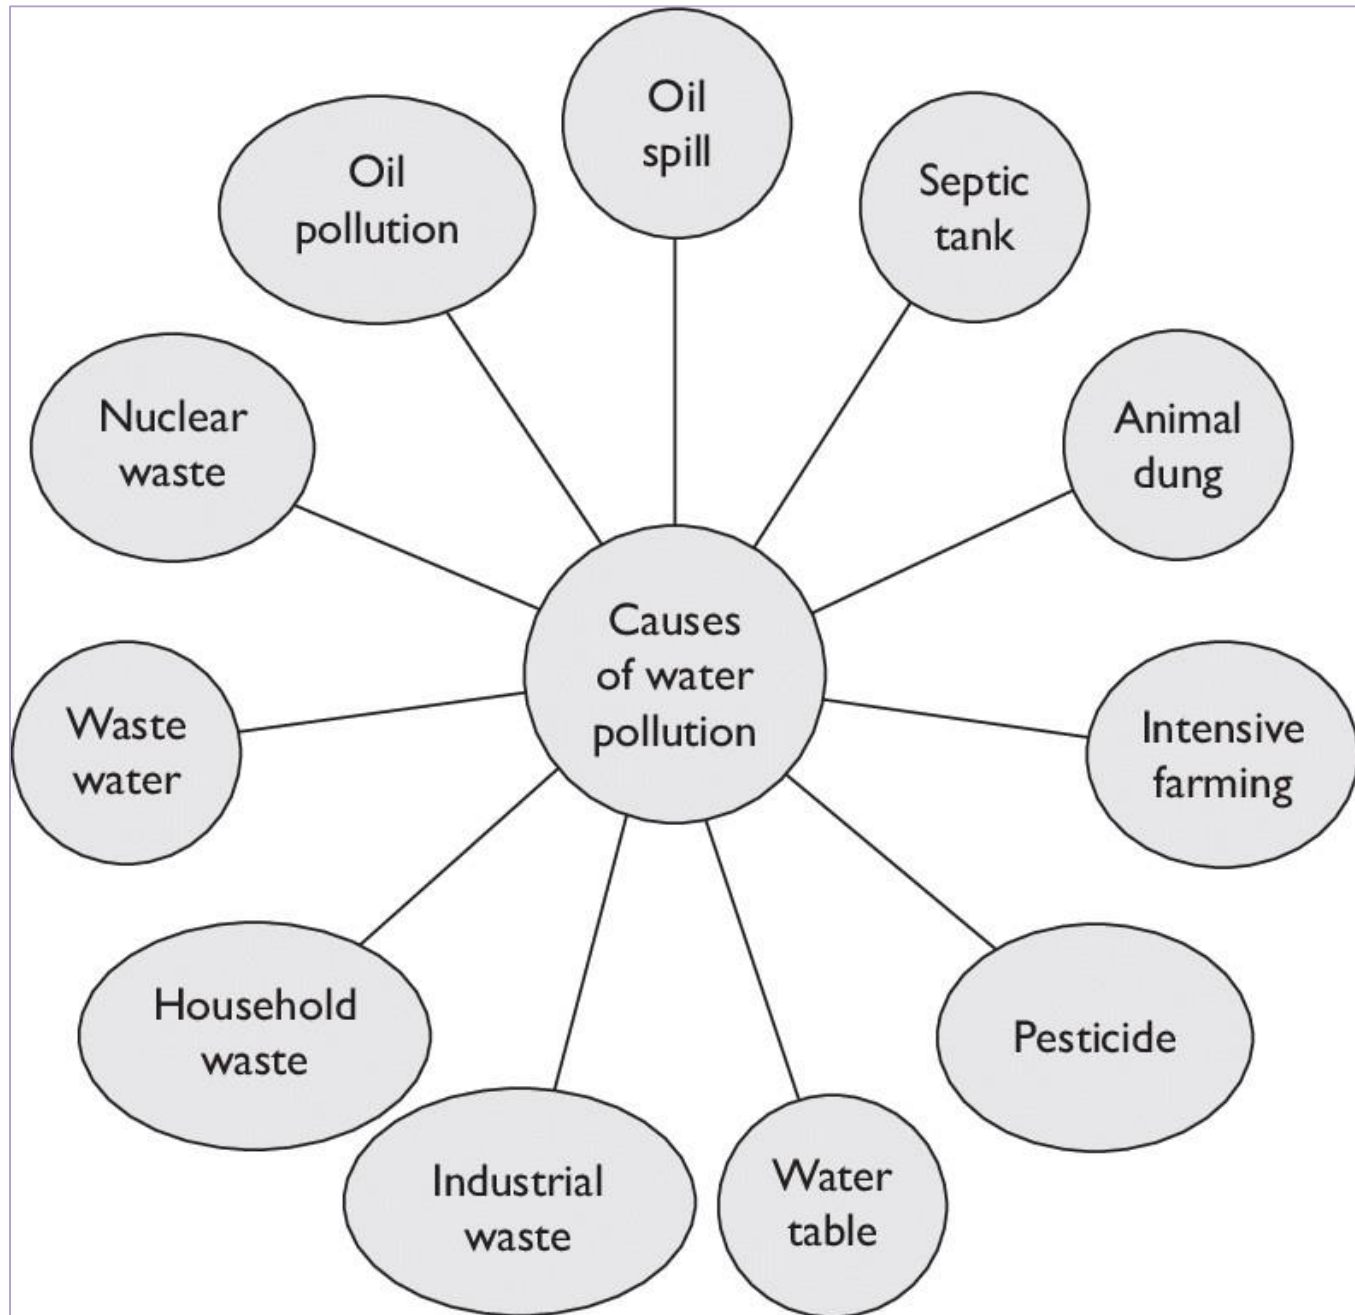 Oil
spill
Septic
tank
Animal
dung
Intensive
farming
Pesticide
Water
table
Industrial
waste
Household
waste
Waste
water
Nuclear
waste
Oil
pollution
Causes
of water
pollution